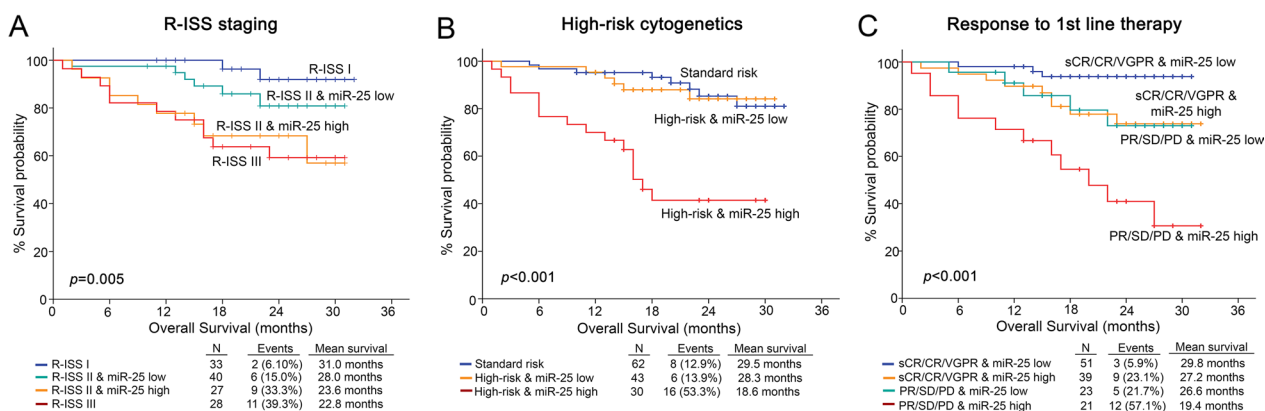 A
R-ISS staging
% Survival probability
100
80
60
40
20
0
R-ISS I
R-ISS II & miR-25 low
R-ISS II & miR-25 high
R-ISS III
p=0.005
0 6 12 18 24 30 36
Overall Survival (months)
N Events Mean survival
R-ISS I 33 2 (6.10%) 31.0 months
R-ISS II & miR-25 low 40 6 (15.0%) 28.0 months
R-ISS II & miR-25 high 27 9 (33.3%) 23.6 months
R-ISS III 28 11 (39.3%) 22.8 months
B
High-risk cytogenetics
% Survival probability
100
80
60
40
20
0
Standard risk
High-risk & miR-25 low
High-risk & miR-25 high
p<0.001
0 6 12 18 24 30 36
Overall Survival (months)
N Events Mean survival
Standard risk 62 8 (12.9%) 29.5 months
High-risk & miR-25 low 43 6 (13.9%) 28.3 months
High-risk & miR-25 high 30 16 (53.3%) 18.6 months
C
Response to 1st line therapy
% Survival probability
100
80
60
40
20
0
sCR/CR/VGPR & miR-25 low
sCR/CR/VGPR &
miR-25 high
PR/SD/PD & miR-25 low
PR/SD/PD & miR-25 high
p<0.001
0 6 12 18 24 30 36
Overall Survival (months)
N Events Mean survival
sCR/CR/VGPR & miR-25 low 51 3 (5.9%) 29.8 months
sCR/CR/VGPR & miR-25 high 39 9 (23.1%) 27.2 months
PR/SD/PD & miR-25 low 23 5 (21.7%) 26.6 months
PR/SD/PD & miR-25 high 21 12 (57.1%) 19.4 months